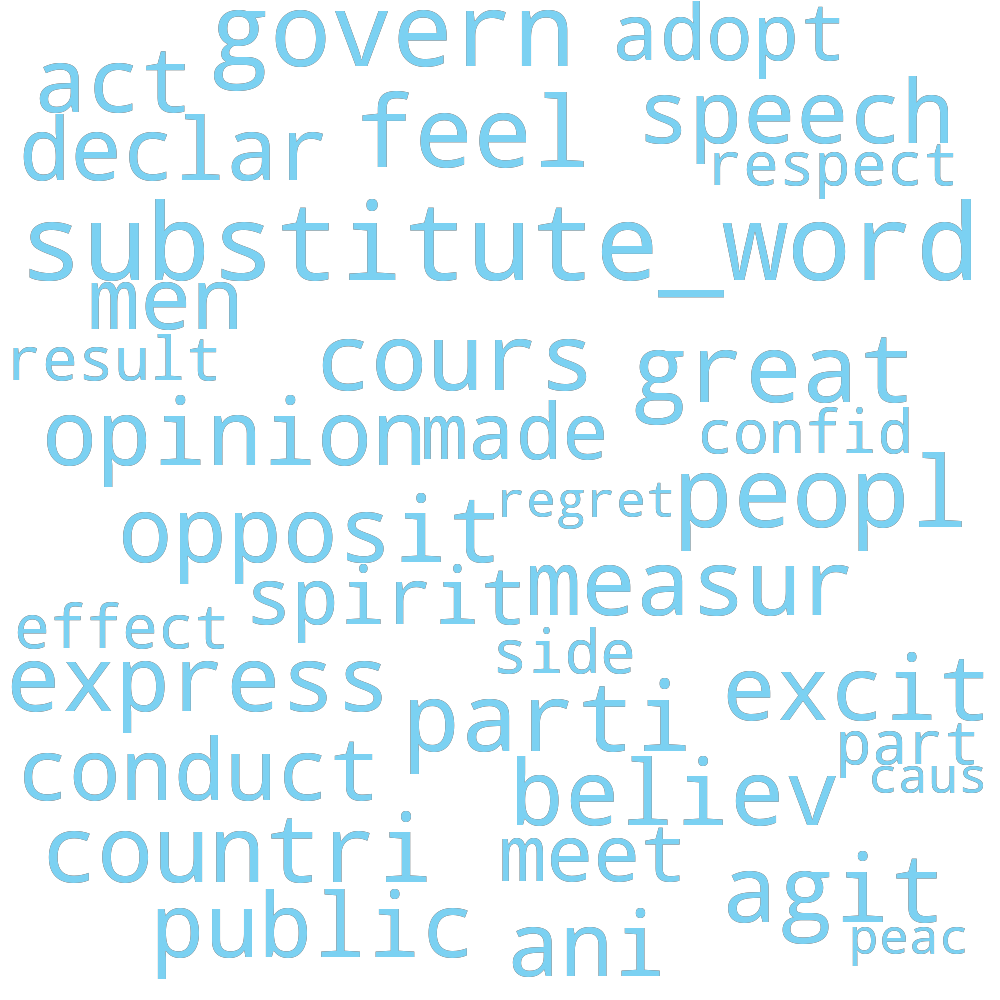 govern adopt
act
declar feel speech
respect
substitute_word
men
result cours great
opinion made confid
regret peopl
opposit
spirit measur
effect side
express parti excit
part
conduct believ caus
countri meet
public ani agit
peac